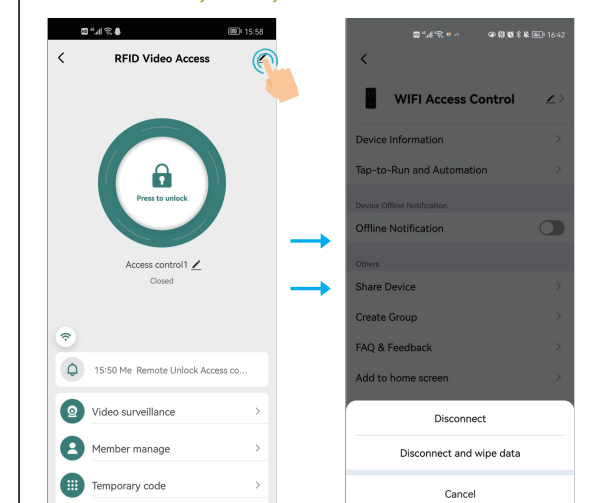 15:58
RFID Video Access
Press to unlock
Access control1
Closed
15:50 Me Remote Unlock Access co...
Video surveillance
Member manage
Temporary code
16:42
WIFI Access Control
Device Information
Tap-to-Run and Automation
Device Offline Notification
Offline Notification
Others
Share Device
Create Group
FAQ & Feedback
Add to home screen
Disconnect
Disconnect and wipe data
Cancel